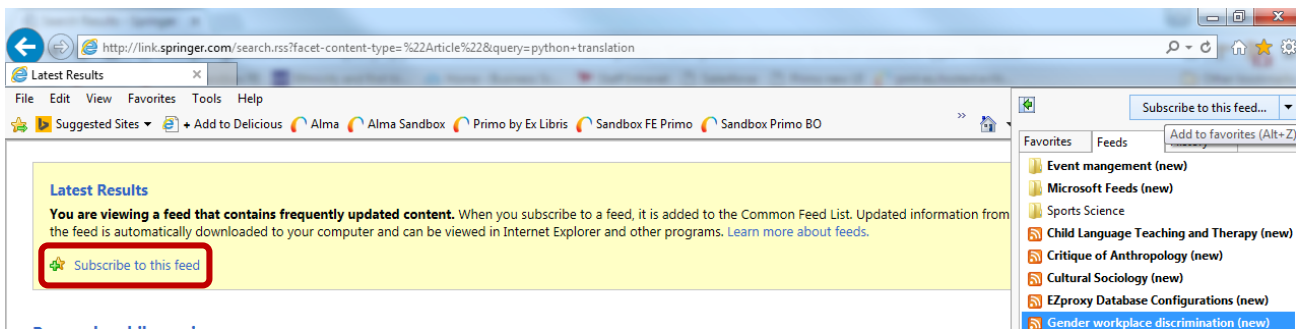 http://link.springer.com/search.rss?facet-content-type=%22Article%22&query=python+translation
Latest Results
File Edit View Favorites Tools Help
Suggested Sites + Add to Delicious Alma Alma Sandbox Primo by Ex Libris Sandbox FE Primo Sandbox Primo BO »
Latest Results
You are viewing a feed that contains frequently updated content. When you subscribe to a feed, it is added to the Common Feed List. Updated information from
the feed is automatically downloaded to your computer and can be viewed in Internet Explorer and other programs. Learn more about feeds.
Subscribe to this feed
Subscribe to this feed...
Add to favorites (Alt+Z)
Favorites Feeds
Event mangement (new)
Microsoft Feeds (new)
Sports Science
Child Language Teaching and Therapy (new)
Critique of Anthropology (new)
Cultural Sociology (new)
EZproxy Database Configurations (new)
Gender workplace discrimination (new)